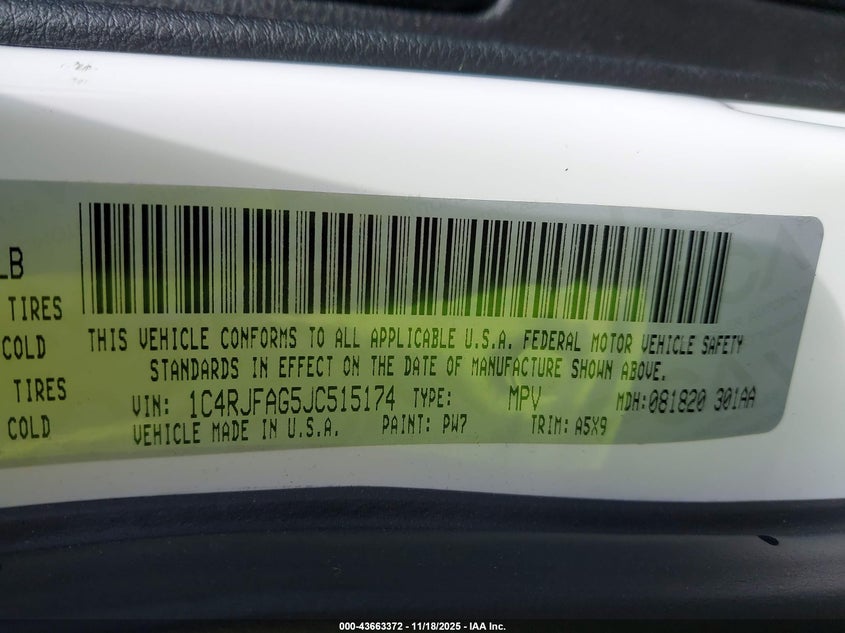 LB
TIRES
COLD
TIRES
COLD
THIS VEHICLE CONFORMS TO ALL APPLICABLE U.S.A. FEDERAL MOTOR VEHICLE SAFETY
STANDARDS IN EFFECT ON THE DATE OF MANUFACTURE SHOWN ABOVE.
VIN: 1C4RJFAG5JC515174 TYPE: MPV MDH:081820 301AA
VEHICLE MADE IN U.S.A. PAINT: PW7 TRIM: A5X9
000-43663372 - 11/18/2025 - IAA Inc.